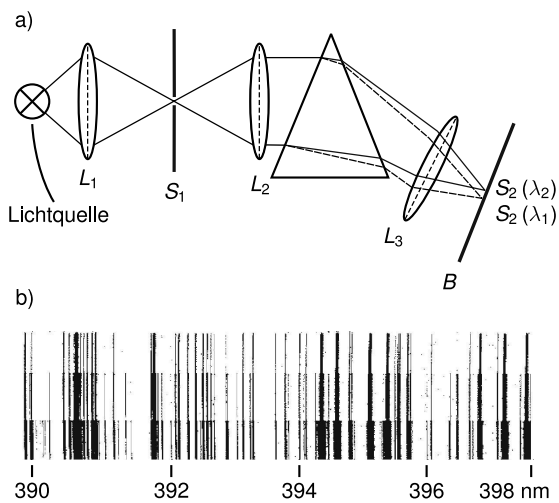 a)
L₁
S₁
L₂
L₃
S₂ (λ₂)
S₂ (λ₁)
B
Lichtquelle
b)
390 392 394 396 398 nm